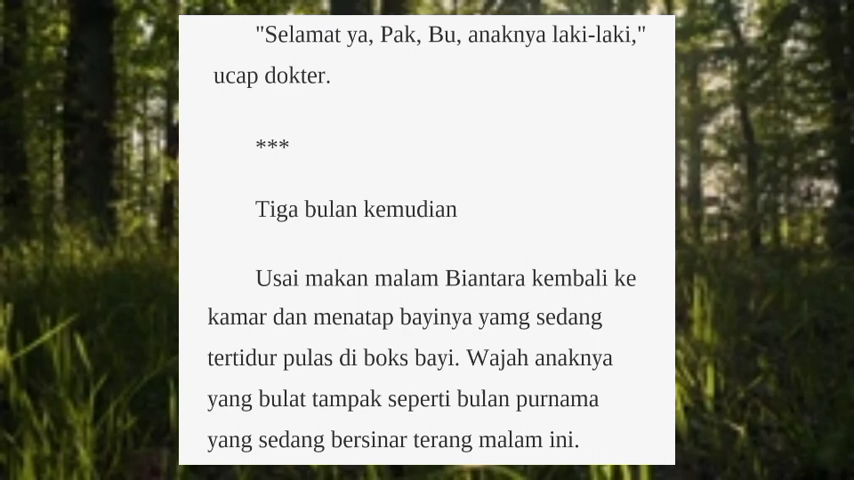 "Selamat ya, Pak, Bu, anaknya laki-laki,"
ucap dokter.
***
Tiga bulan kemudian
Usai makan malam Biantara kembali ke
kamar dan menatap bayinya yamg sedang
tertidur pulas di boks bayi. Wajah anaknya
yang bulat tampak seperti bulan purnama
yang sedang bersinar terang malam ini.